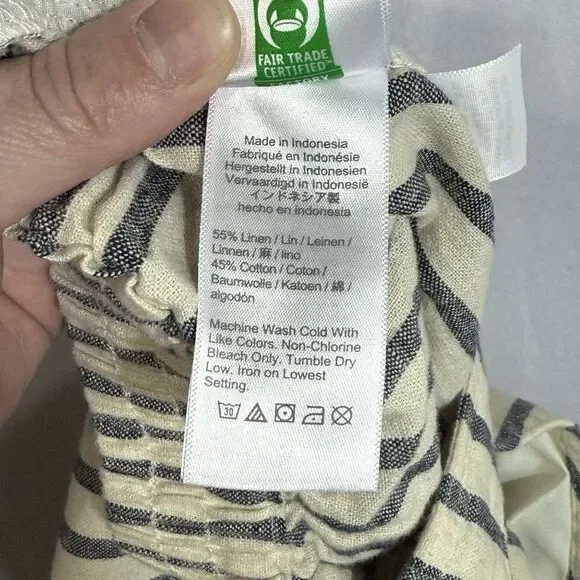 FAIR TRADE
CERTIFIED™
FACTORY
Made in Indonesia
Fabriqué en Indonésie
Hergestellt in Indonesien
Vervaardigd in Indonesië
インドネシア製
hecho en indonesia
55% Linen / Lin / Leinen /
Linnen / 麻 / lino
45% Cotton / Coton /
Baumwolle / Katoen / 綿 /
algodón
Machine Wash Cold With
Like Colors. Non-Chlorine
Bleach Only. Tumble Dry
Low. Iron on Lowest
Setting.
30